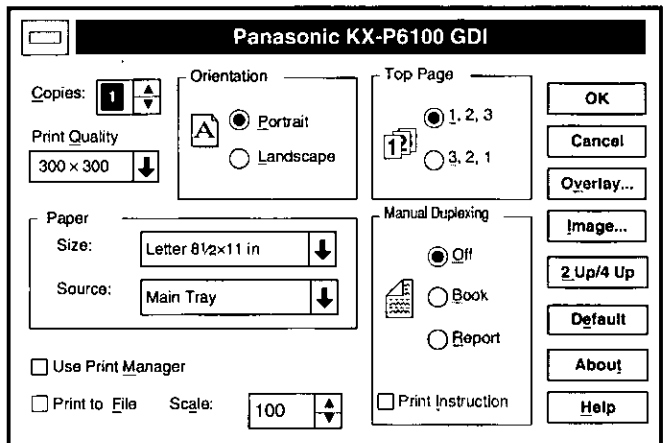 Panasonic KX-P6100 GDI
Copies: 1
Print Quality
300 × 300
Orientation
Portrait
Landscape
Top Page
1, 2, 3
3, 2, 1
Paper
Size: Letter 8½×11 in
Source: Main Tray
Manual Duplexing
Off
Book
Report
Print Instruction
Use Print Manager
Print to File Scale: 100
OK
Cancel
Overlay...
Image...
2 Up/4 Up
Default
About
Help
A
123